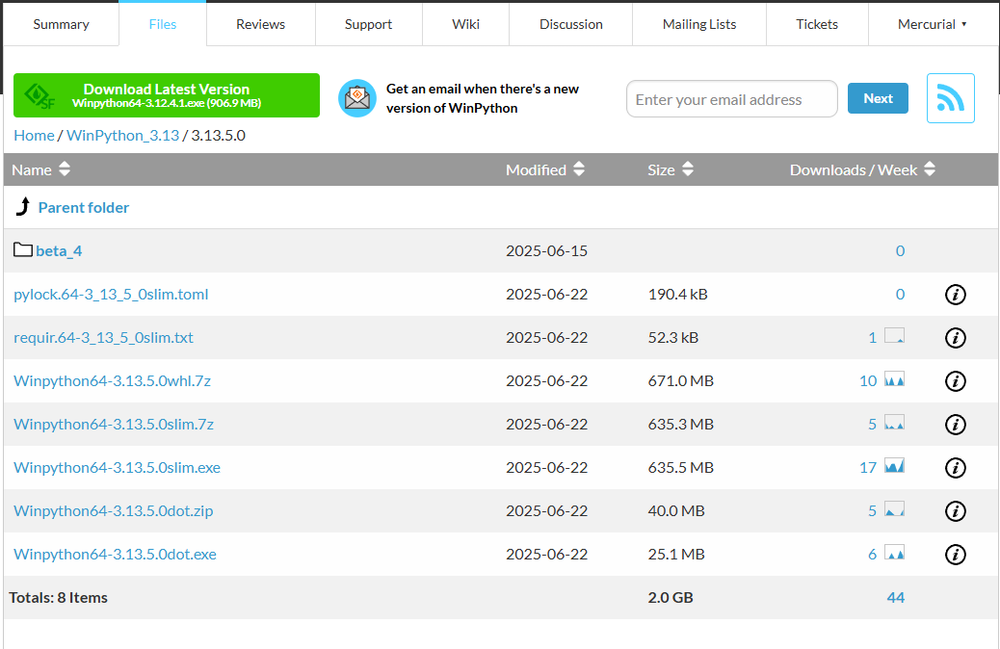 Summary Files Reviews Support Wiki Discussion Mailing Lists Tickets Mercurial ▾
Download Latest Version
Winpython64-3.12.4.1.exe (906.9 MB)
SF
Get an email when there's a new
version of WinPython
Enter your email address
Next
Home / WinPython_3.13 / 3.13.5.0
Name Modified Size Downloads / Week
Parent folder
beta_4 2025-06-15 0
pylock.64-3_13_5_0slim.toml 2025-06-22 190.4 kB 0 i
requir.64-3_13_5_0slim.txt 2025-06-22 52.3 kB 1 i
Winpython64-3.13.5.0whl.7z 2025-06-22 671.0 MB 10 i
Winpython64-3.13.5.0slim.7z 2025-06-22 635.3 MB 5 i
Winpython64-3.13.5.0slim.exe 2025-06-22 635.5 MB 17 i
Winpython64-3.13.5.0dot.zip 2025-06-22 40.0 MB 5 i
Winpython64-3.13.5.0dot.exe 2025-06-22 25.1 MB 6 i
Totals: 8 Items 2.0 GB 44